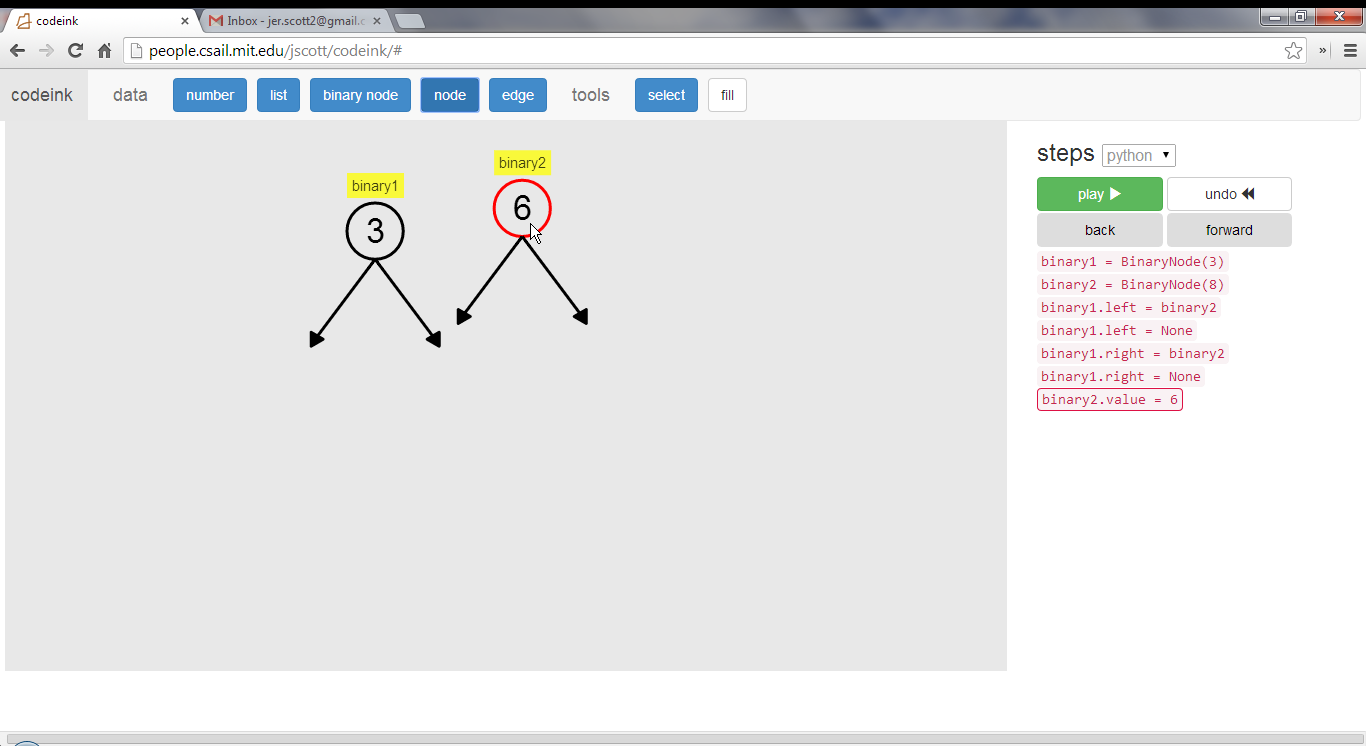 codeink
Inbox - jer.scott2@gmail.c
people.csail.mit.edu/jscott/codeink/#
codeink data number list binary node node edge tools select fill
binary1
3
binary2
6
steps python
play undo
back forward
binary1 = BinaryNode(3)
binary2 = BinaryNode(8)
binary1.left = binary2
binary1.left = None
binary1.right = binary2
binary1.right = None
binary2.value = 6